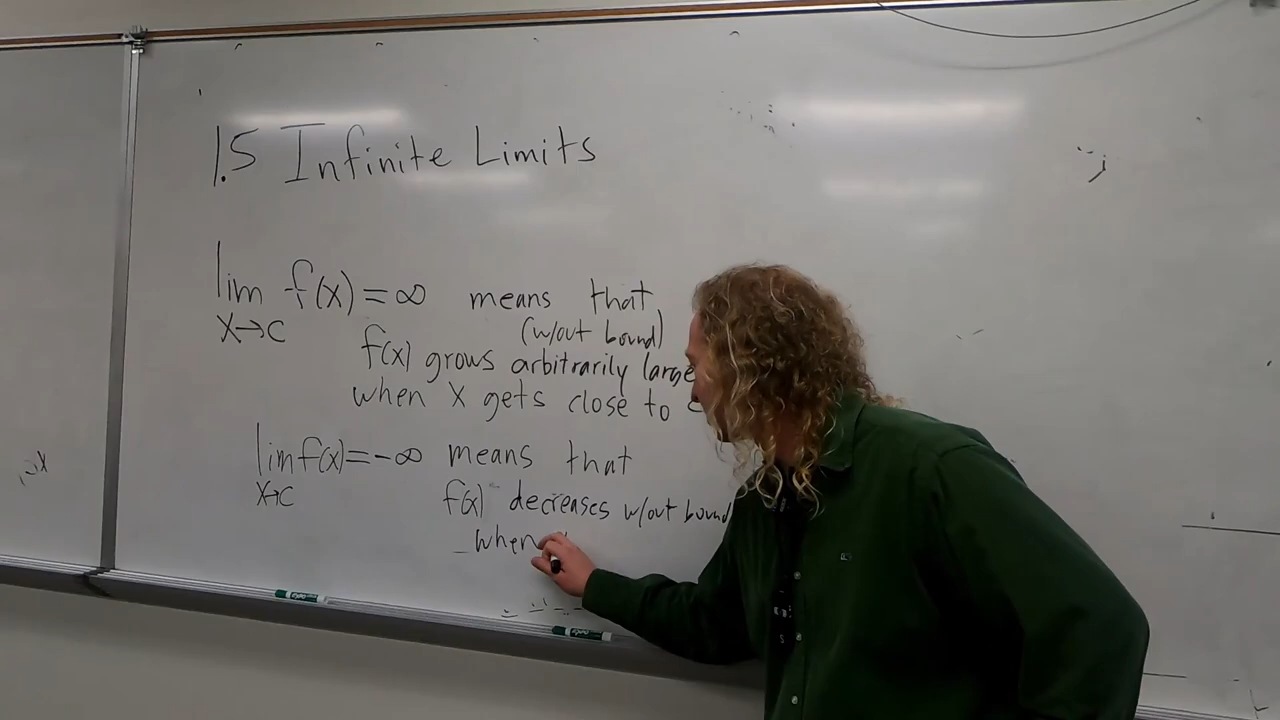 1.5 Infinite Limits
lim f(x) = ∞ means that
x→c
(w/out bound)
f(x) grows arbitrarily large
when x gets close to c
lim f(x) = -∞ means that
x→c
f(x) decreases w/out bound
when